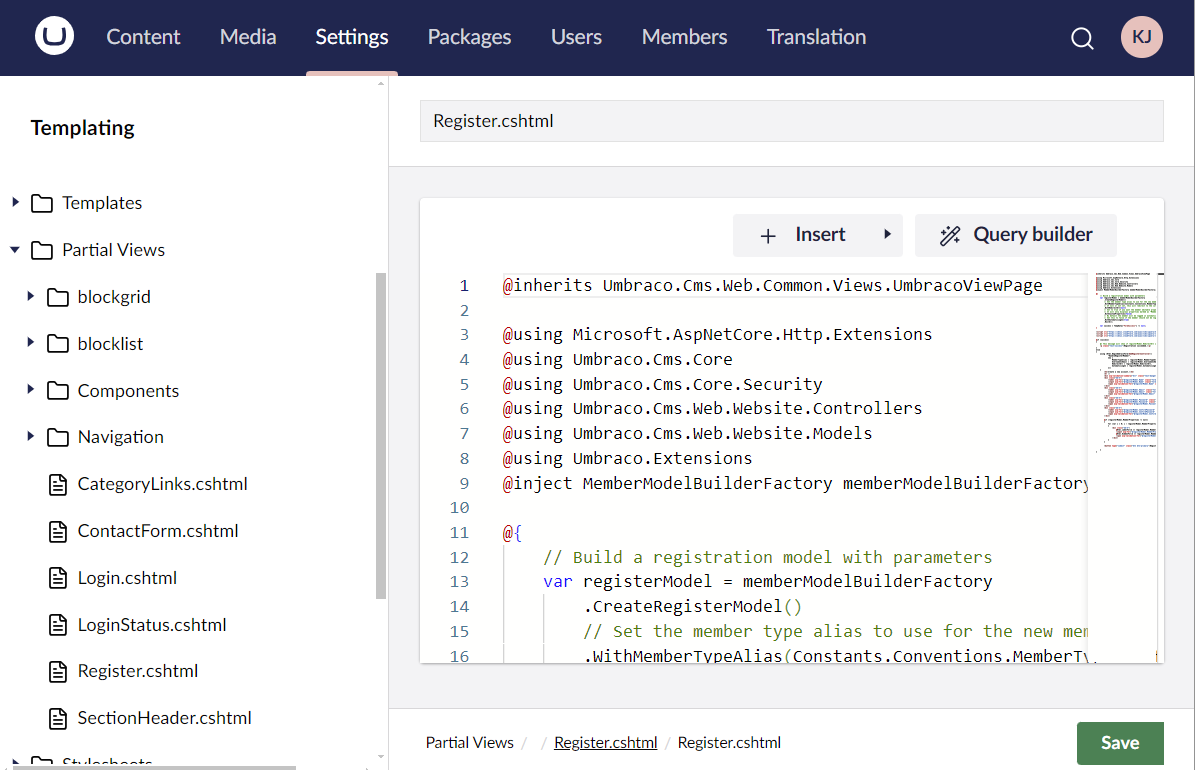 Content Media Settings Packages Users Members Translation KJ
Templating
Templates
Partial Views
blockgrid
blocklist
Components
Navigation
CategoryLinks.cshtml
ContactForm.cshtml
Login.cshtml
LoginStatus.cshtml
Register.cshtml
SectionHeader.cshtml
Stylesheets
Register.cshtml
Insert Query builder
1 @inherits Umbraco.Cms.Web.Common.Views.UmbracoViewPage
2
3 @using Microsoft.AspNetCore.Http.Extensions
4 @using Umbraco.Cms.Core
5 @using Umbraco.Cms.Core.Security
6 @using Umbraco.Cms.Web.Website.Controllers
7 @using Umbraco.Cms.Web.Website.Models
8 @using Umbraco.Extensions
9 @inject MemberModelBuilderFactory memberModelBuilderFactory
10
11 @{
12 // Build a registration model with parameters
13 var registerModel = memberModelBuilderFactory
14 .CreateRegisterModel()
15 // Set the member type alias to use for the new mem
16 .WithMemberTypeAlias(Constants.Conventions.MemberTy
Partial Views / / Register.cshtml / Register.cshtml
Save